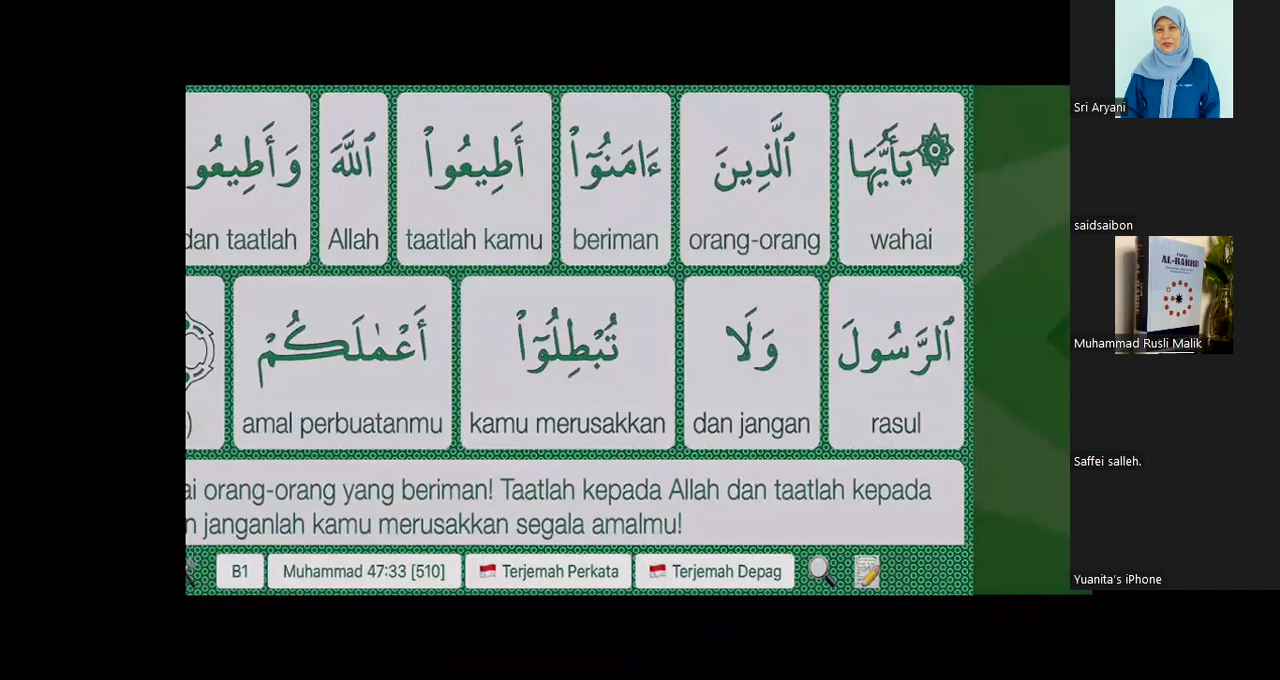 يَٰٓأَيُّهَا ٱلَّذِينَ ءَامَنُوٓا۟ أَطِيعُوا۟ ٱللَّهَ وَأَطِيعُو
wahai orang-orang beriman taatlah kamu Allah dan taatlah
ٱلرَّسُولَ وَلَا تُبْطِلُوٓا۟ أَعْمَٰلَكُمْ
rasul dan jangan kamu merusakkan amal perbuatanmu )
ai orang-orang yang beriman! Taatlah kepada Allah dan taatlah kepada
n janganlah kamu merusakkan segala amalmu!
B1 Muhammad 47:33 [510] Terjemah Perkata Terjemah Depag
Sri Aryani
saidsaibon
AL-BARRU
Muhammad Rusli Malik
Saffei salleh.
Yuanita's iPhone